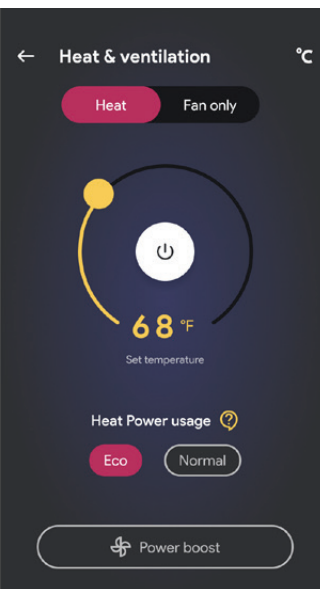 Heat & ventilation °C
Heat Fan only
68 °F
Set temperature
Heat Power usage ?
Eco Normal
Power boost